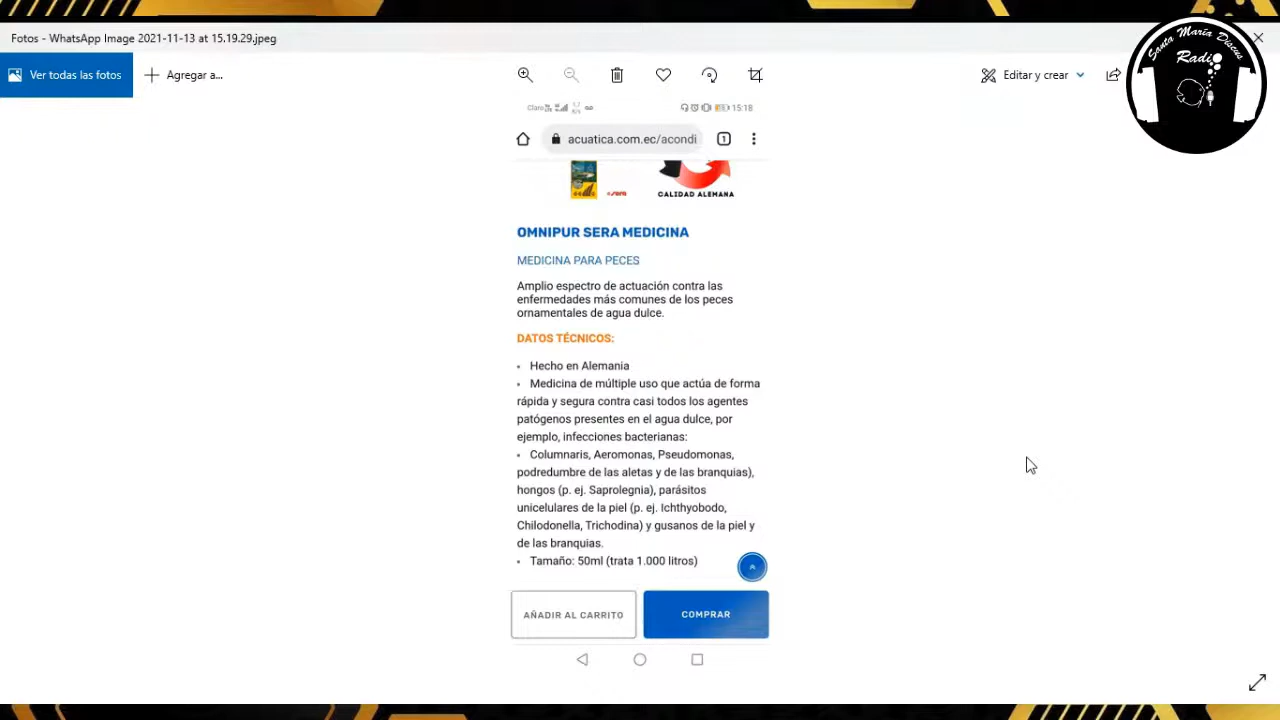 Fotos - WhatsApp Image 2021-11-13 at 15.19.29.jpeg
Ver todas las fotos
Agregar a...
Editar y crear
Santa María Discus
Radio
Claro
15:18
acuatica.com.ec/acondi
1
sera
CALIDAD ALEMANA
OMNIPUR SERA MEDICINA
MEDICINA PARA PECES
Amplio espectro de actuación contra las
enfermedades más comunes de los peces
ornamentales de agua dulce.
DATOS TÉCNICOS:
• Hecho en Alemania
• Medicina de múltiple uso que actúa de forma
rápida y segura contra casi todos los agentes
patógenos presentes en el agua dulce, por
ejemplo, infecciones bacterianas:
• Columnaris, Aeromonas, Pseudomonas,
podredumbre de las aletas y de las branquias),
hongos (p. ej. Saprolegnia), parásitos
unicelulares de la piel (p. ej. Ichthyobodo,
Chilodonella, Trichodina) y gusanos de la piel y
de las branquias.
• Tamaño: 50ml (trata 1.000 litros)
AÑADIR AL CARRITO
COMPRAR